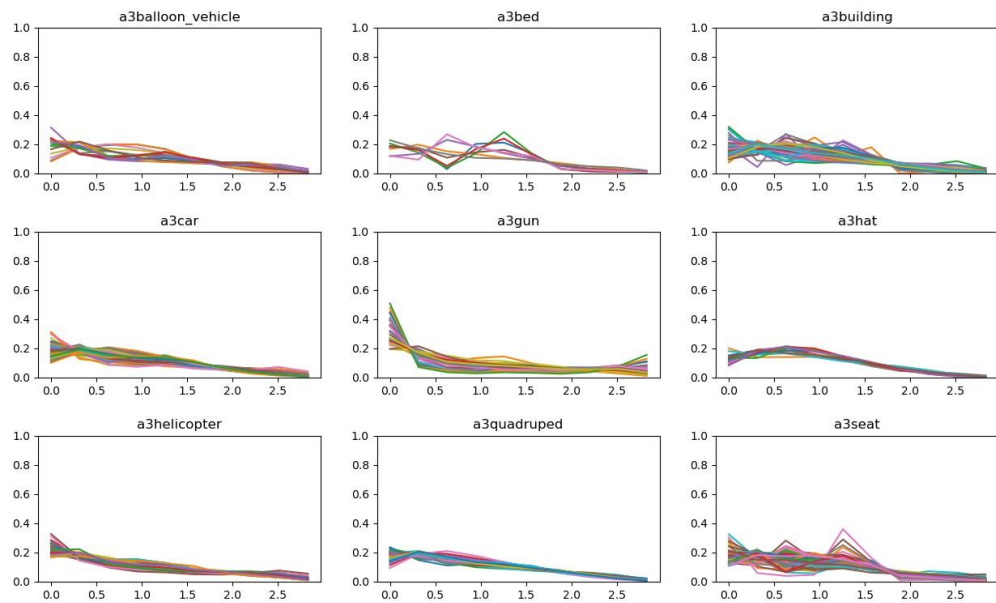 a3balloon_vehicle a3bed a3building
1.0 1.0 1.0
0.8 0.8 0.8
0.6 0.6 0.6
0.4 0.4 0.4
0.2 0.2 0.2
0.0 0.0 0.0
0.0 0.5 1.0 1.5 2.0 2.5 0.0 0.5 1.0 1.5 2.0 2.5 0.0 0.5 1.0 1.5 2.0 2.5
a3car a3gun a3hat
1.0 1.0 1.0
0.8 0.8 0.8
0.6 0.6 0.6
0.4 0.4 0.4
0.2 0.2 0.2
0.0 0.0 0.0
0.0 0.5 1.0 1.5 2.0 2.5 0.0 0.5 1.0 1.5 2.0 2.5 0.0 0.5 1.0 1.5 2.0 2.5
a3helicopter a3quadruped a3seat
1.0 1.0 1.0
0.8 0.8 0.8
0.6 0.6 0.6
0.4 0.4 0.4
0.2 0.2 0.2
0.0 0.0 0.0
0.0 0.5 1.0 1.5 2.0 2.5 0.0 0.5 1.0 1.5 2.0 2.5 0.0 0.5 1.0 1.5 2.0 2.5